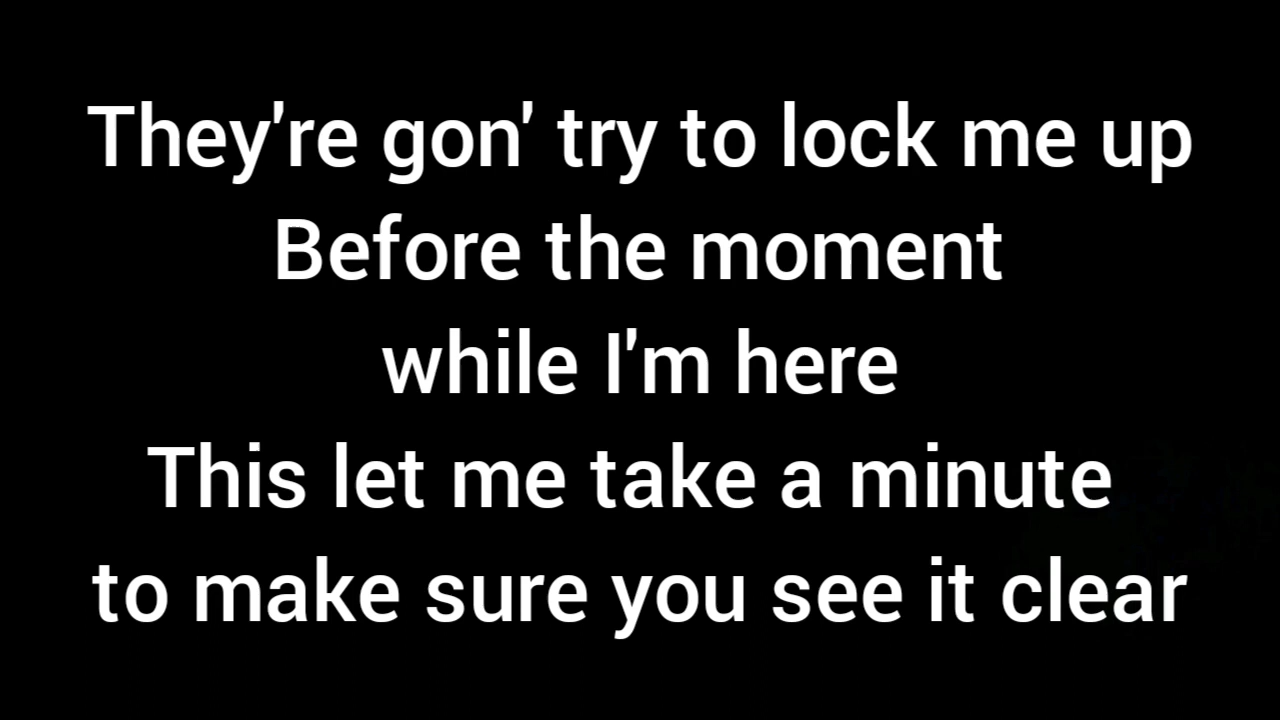 They're gon' try to lock me up
Before the moment
while I'm here
This let me take a minute
to make sure you see it clear